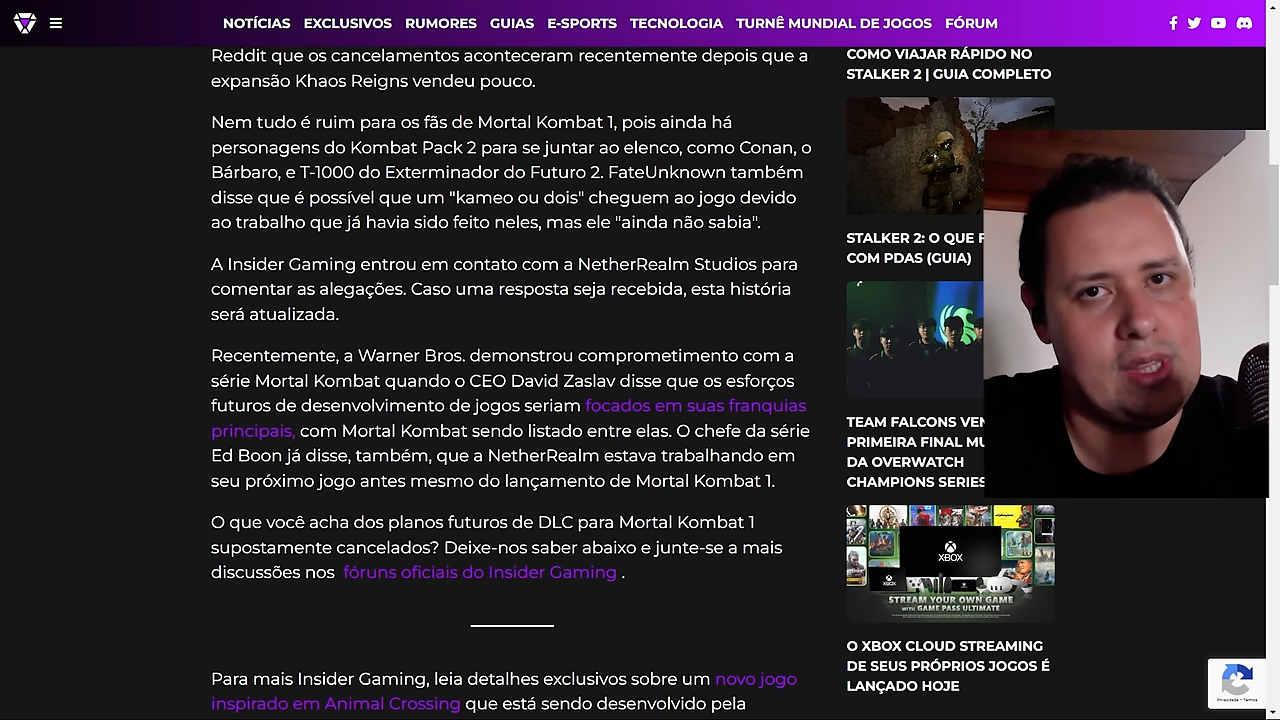 NOTÍCIAS EXCLUSIVOS RUMORES GUIAS E-SPORTS TECNOLOGIA TURNÊ MUNDIAL DE JOGOS FÓRUM
Reddit que os cancelamentos aconteceram recentemente depois que a
expansão Khaos Reigns vendeu pouco.
Nem tudo é ruim para os fãs de Mortal Kombat 1, pois ainda há
personagens do Kombat Pack 2 para se juntar ao elenco, como Conan, o
Bárbaro, e T-1000 do Exterminador do Futuro 2. FateUnknown também
disse que é possível que um "kameo ou dois" cheguem ao jogo devido
ao trabalho que já havia sido feito neles, mas ele "ainda não sabia".
A Insider Gaming entrou em contato com a NetherRealm Studios para
comentar as alegações. Caso uma resposta seja recebida, esta história
será atualizada.
Recentemente, a Warner Bros. demonstrou comprometimento com a
série Mortal Kombat quando o CEO David Zaslav disse que os esforços
futuros de desenvolvimento de jogos seriam focados em suas franquias
principais, com Mortal Kombat sendo listado entre elas. O chefe da série
Ed Boon já disse, também, que a NetherRealm estava trabalhando em
seu próximo jogo antes mesmo do lançamento de Mortal Kombat 1.
O que você acha dos planos futuros de DLC para Mortal Kombat 1
supostamente cancelados? Deixe-nos saber abaixo e junte-se a mais
discussões nos fóruns oficiais do Insider Gaming .
Para mais Insider Gaming, leia detalhes exclusivos sobre um novo jogo
inspirado em Animal Crossing que está sendo desenvolvido pela
COMO VIAJAR RÁPIDO NO
STALKER 2 | GUIA COMPLETO
STALKER 2: O QUE F
COM PDAS (GUIA)
TEAM FALCONS VEN
PRIMEIRA FINAL MU
DA OVERWATCH
CHAMPIONS SERIES
XBOX
XBOX
STREAM YOUR OWN GAME
WITH GAME PASS ULTIMATE
O XBOX CLOUD STREAMING
DE SEUS PRÓPRIOS JOGOS É
LANÇADO HOJE
Privacidade - Termos